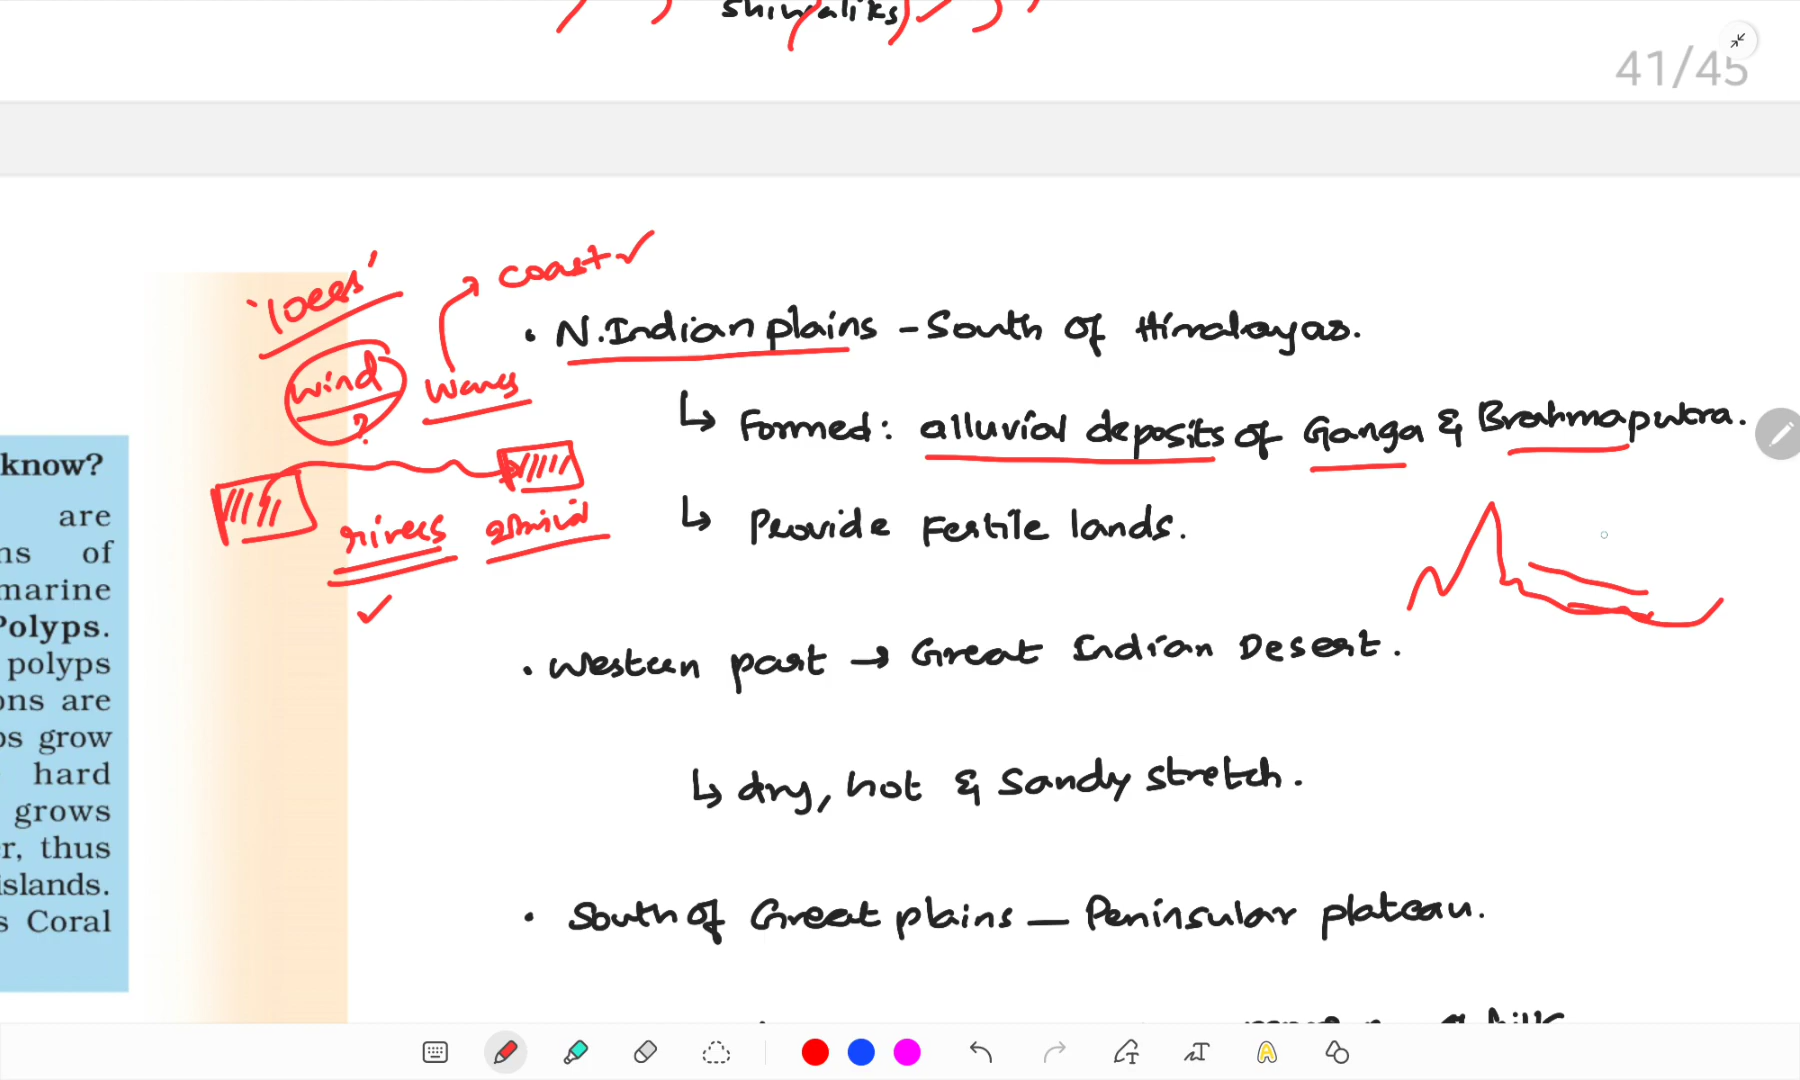 shiwaliks)
41/45
'loess'
coast
wind
?
waves
rivers alluvial
know?
are
ns of
marine
Polyps.
polyps
ons are
ps grow
hard
grows
r, thus
islands.
s Coral
• N.Indian plains - South of Himalayas.
↳ Formed: alluvial deposits of Ganga & Brahmaputra.
↳ Provide Fertile lands.
• Western part → Great Indian Desert.
↳ dry, hot & Sandy stretch.
• South of Great plains — Peninsular plateau.